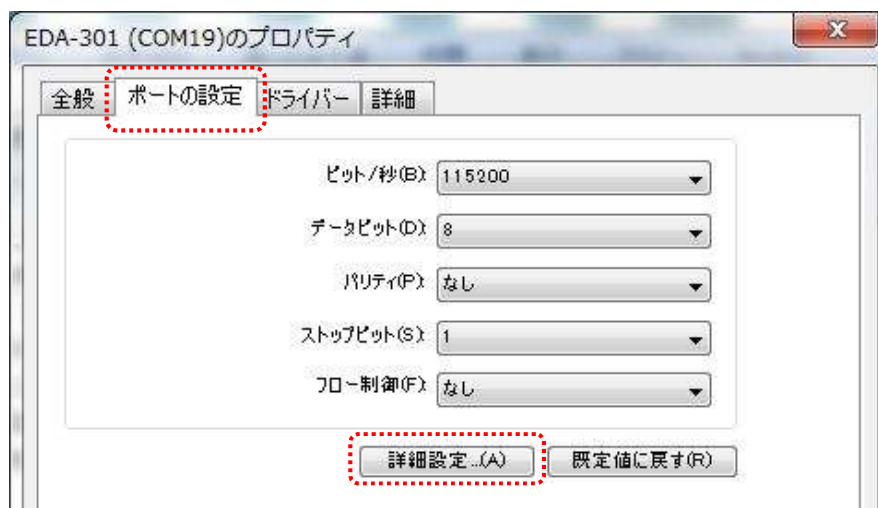 EDA-301 (COM19)のプロパティ
全般 ポートの設定 ドライバー 詳細
ビット/秒(B): 115200
データビット(D): 8
パリティ(P): なし
ストップビット(S): 1
フロー制御(F): なし
詳細設定...(A) 既定値に戻す(R)